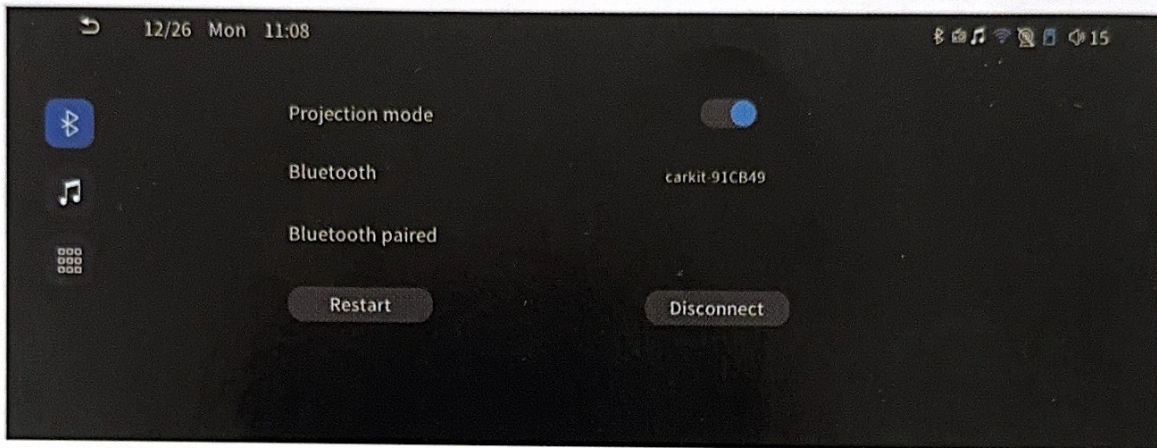 12/26 Mon 11:08 15
Projection mode
Bluetooth carkit-91CB49
Bluetooth paired
Restart Disconnect